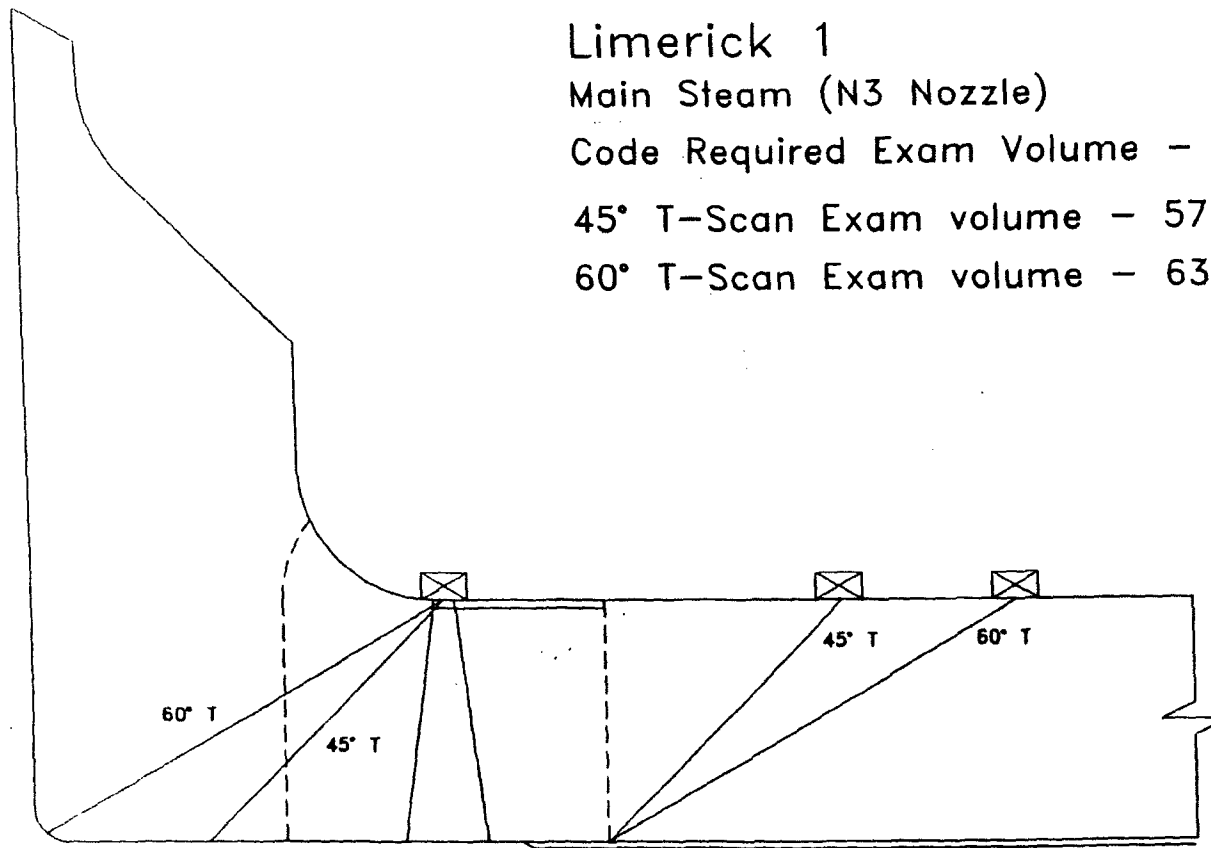 Limerick 1
Main Steam (N3 Nozzle)
Code Required Exam Volume –
45° T–Scan Exam volume – 57
60° T–Scan Exam volume – 63
45° T
60° T
60° T
45° T